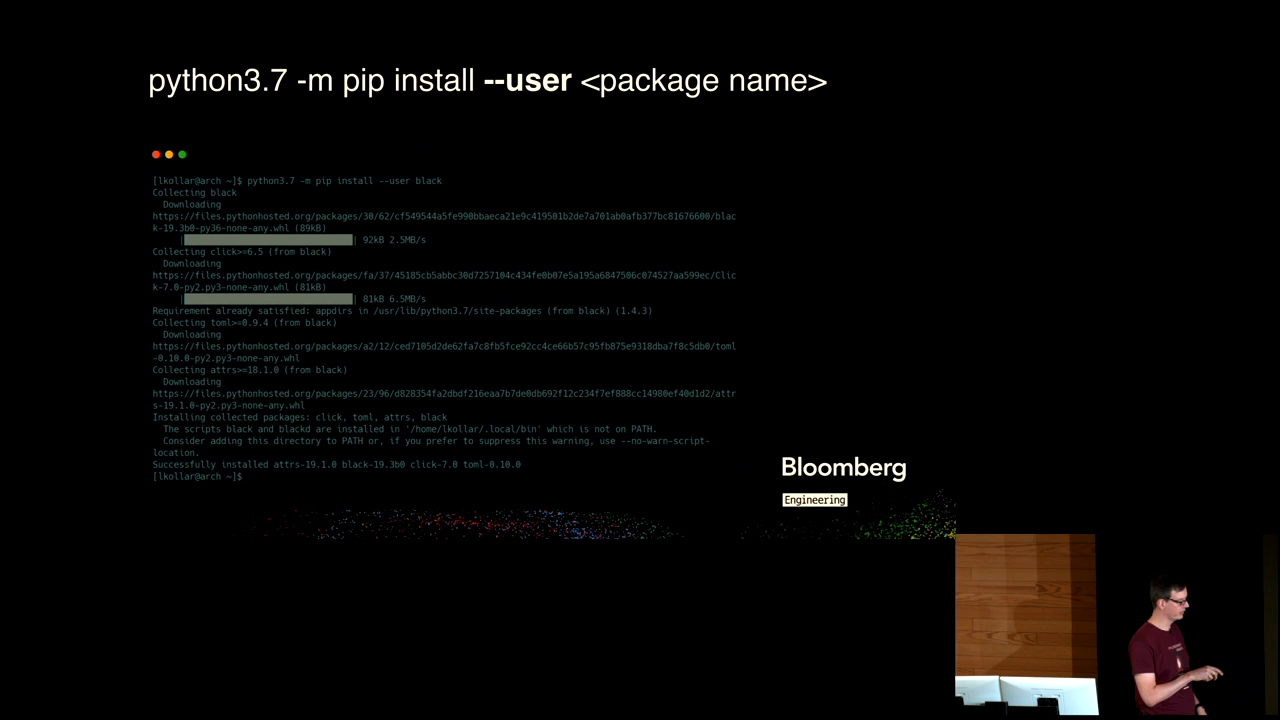 python3.7 -m pip install --user <package name>
[lkollar@arch ~]$ python3.7 -m pip install --user black
Collecting black
Downloading
https://files.pythonhosted.org/packages/30/62/cf549544a5fe990bbaeca21e9c419501b2de7a701ab0afb377bc81676600/blac
k-19.3b0-py36-none-any.whl (89kB)
| | 92kB 2.5MB/s
Collecting click>=6.5 (from black)
Downloading
https://files.pythonhosted.org/packages/fa/37/45185cb5abbc30d7257104c434fe0b07e5a195a6847506c074527aa599ec/Clic
k-7.0-py2.py3-none-any.whl (81kB)
| | 81kB 6.5MB/s
Requirement already satisfied: appdirs in /usr/lib/python3.7/site-packages (from black) (1.4.3)
Collecting toml>=0.9.4 (from black)
Downloading
https://files.pythonhosted.org/packages/a2/12/ced7105d2de62fa7c8fb5fce92cc4ce66b57c95fb875e9318dba7f8c5db0/toml
-0.10.0-py2.py3-none-any.whl
Collecting attrs>=18.1.0 (from black)
Downloading
https://files.pythonhosted.org/packages/23/96/d828354fa2dbdf216eaa7b7de0db692f12c234f7ef888cc14980ef40d1d2/attr
s-19.1.0-py2.py3-none-any.whl
Installing collected packages: click, toml, attrs, black
The scripts black and blackd are installed in '/home/lkollar/.local/bin' which is not on PATH.
Consider adding this directory to PATH or, if you prefer to suppress this warning, use --no-warn-script-
location.
Successfully installed attrs-19.1.0 black-19.3b0 click-7.0 toml-0.10.0
[lkollar@arch ~]$
Bloomberg
Engineering